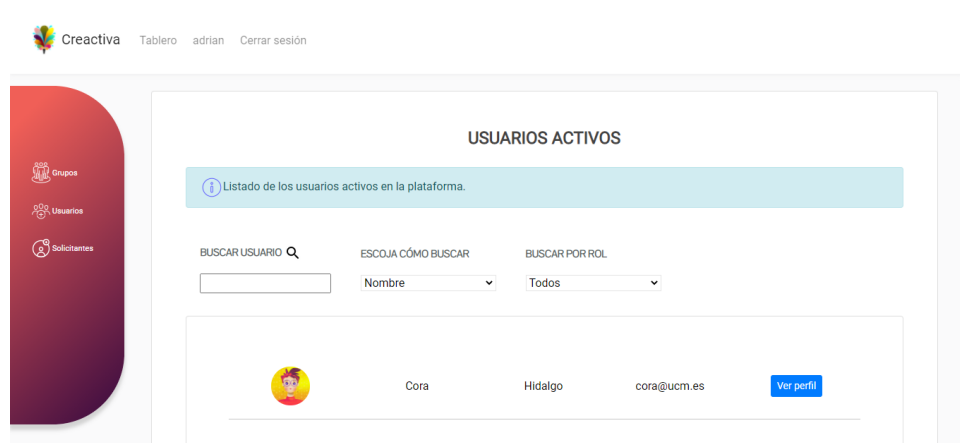 Creactiva Tablero adrian Cerrar sesión
USUARIOS ACTIVOS
Grupos
Usuarios
Solicitantes
Listado de los usuarios activos en la plataforma.
BUSCAR USUARIO ESCOJA CÓMO BUSCAR BUSCAR POR ROL
Nombre Todos
Cora Hidalgo cora@ucm.es Ver perfil